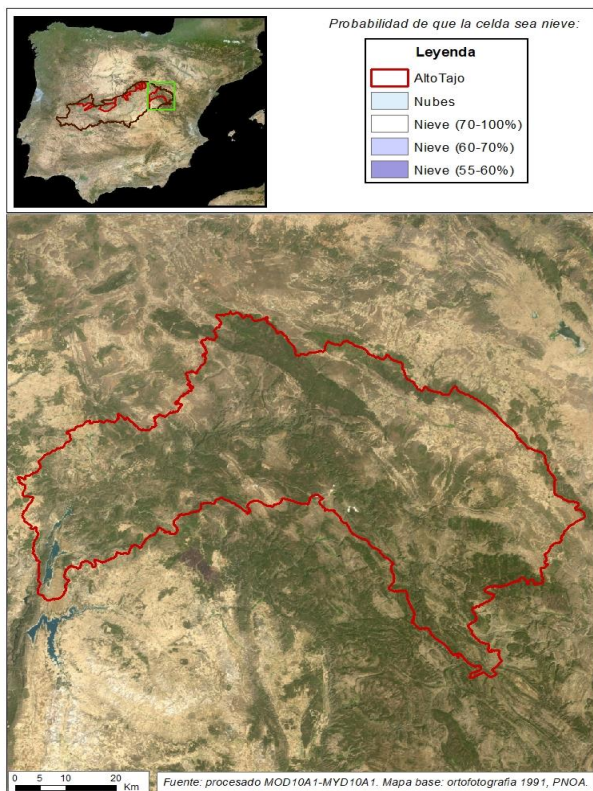 Probabilidad de que la celda sea nieve:
Leyenda
AltoTajo
Nubes
Nieve (70-100%)
Nieve (60-70%)
Nieve (55-60%)
0 5 10 20
Km
Fuente: procesado MOD10A1-MYD10A1. Mapa base: ortofotografía 1991, PNOA.